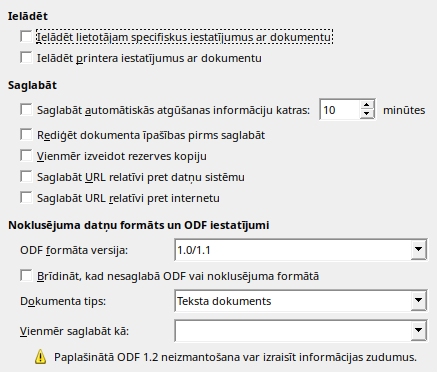 Ielādēt
Ielādēt lietotājam specifiskus iestatījumus ar dokumentu
Ielādēt printera iestatījumus ar dokumentu
Saglabāt
Saglabāt automātiskās atgūšanas informāciju katras: 10 minūtes
Rediģēt dokumenta īpašības pirms saglabāt
Vienmēr izveidot rezerves kopiju
Saglabāt URL relatīvi pret datņu sistēmu
Saglabāt URL relatīvi pret internetu
Noklusējuma datņu formāts un ODF iestatījumi
ODF formāta versija: 1.0/1.1
Brīdināt, kad nesaglabā ODF vai noklusējuma formātā
Dokumenta tips: Teksta dokuments
Vienmēr saglabāt kā:
Paplašinātā ODF 1.2 neizmantošana var izraisīt informācijas zudumus.